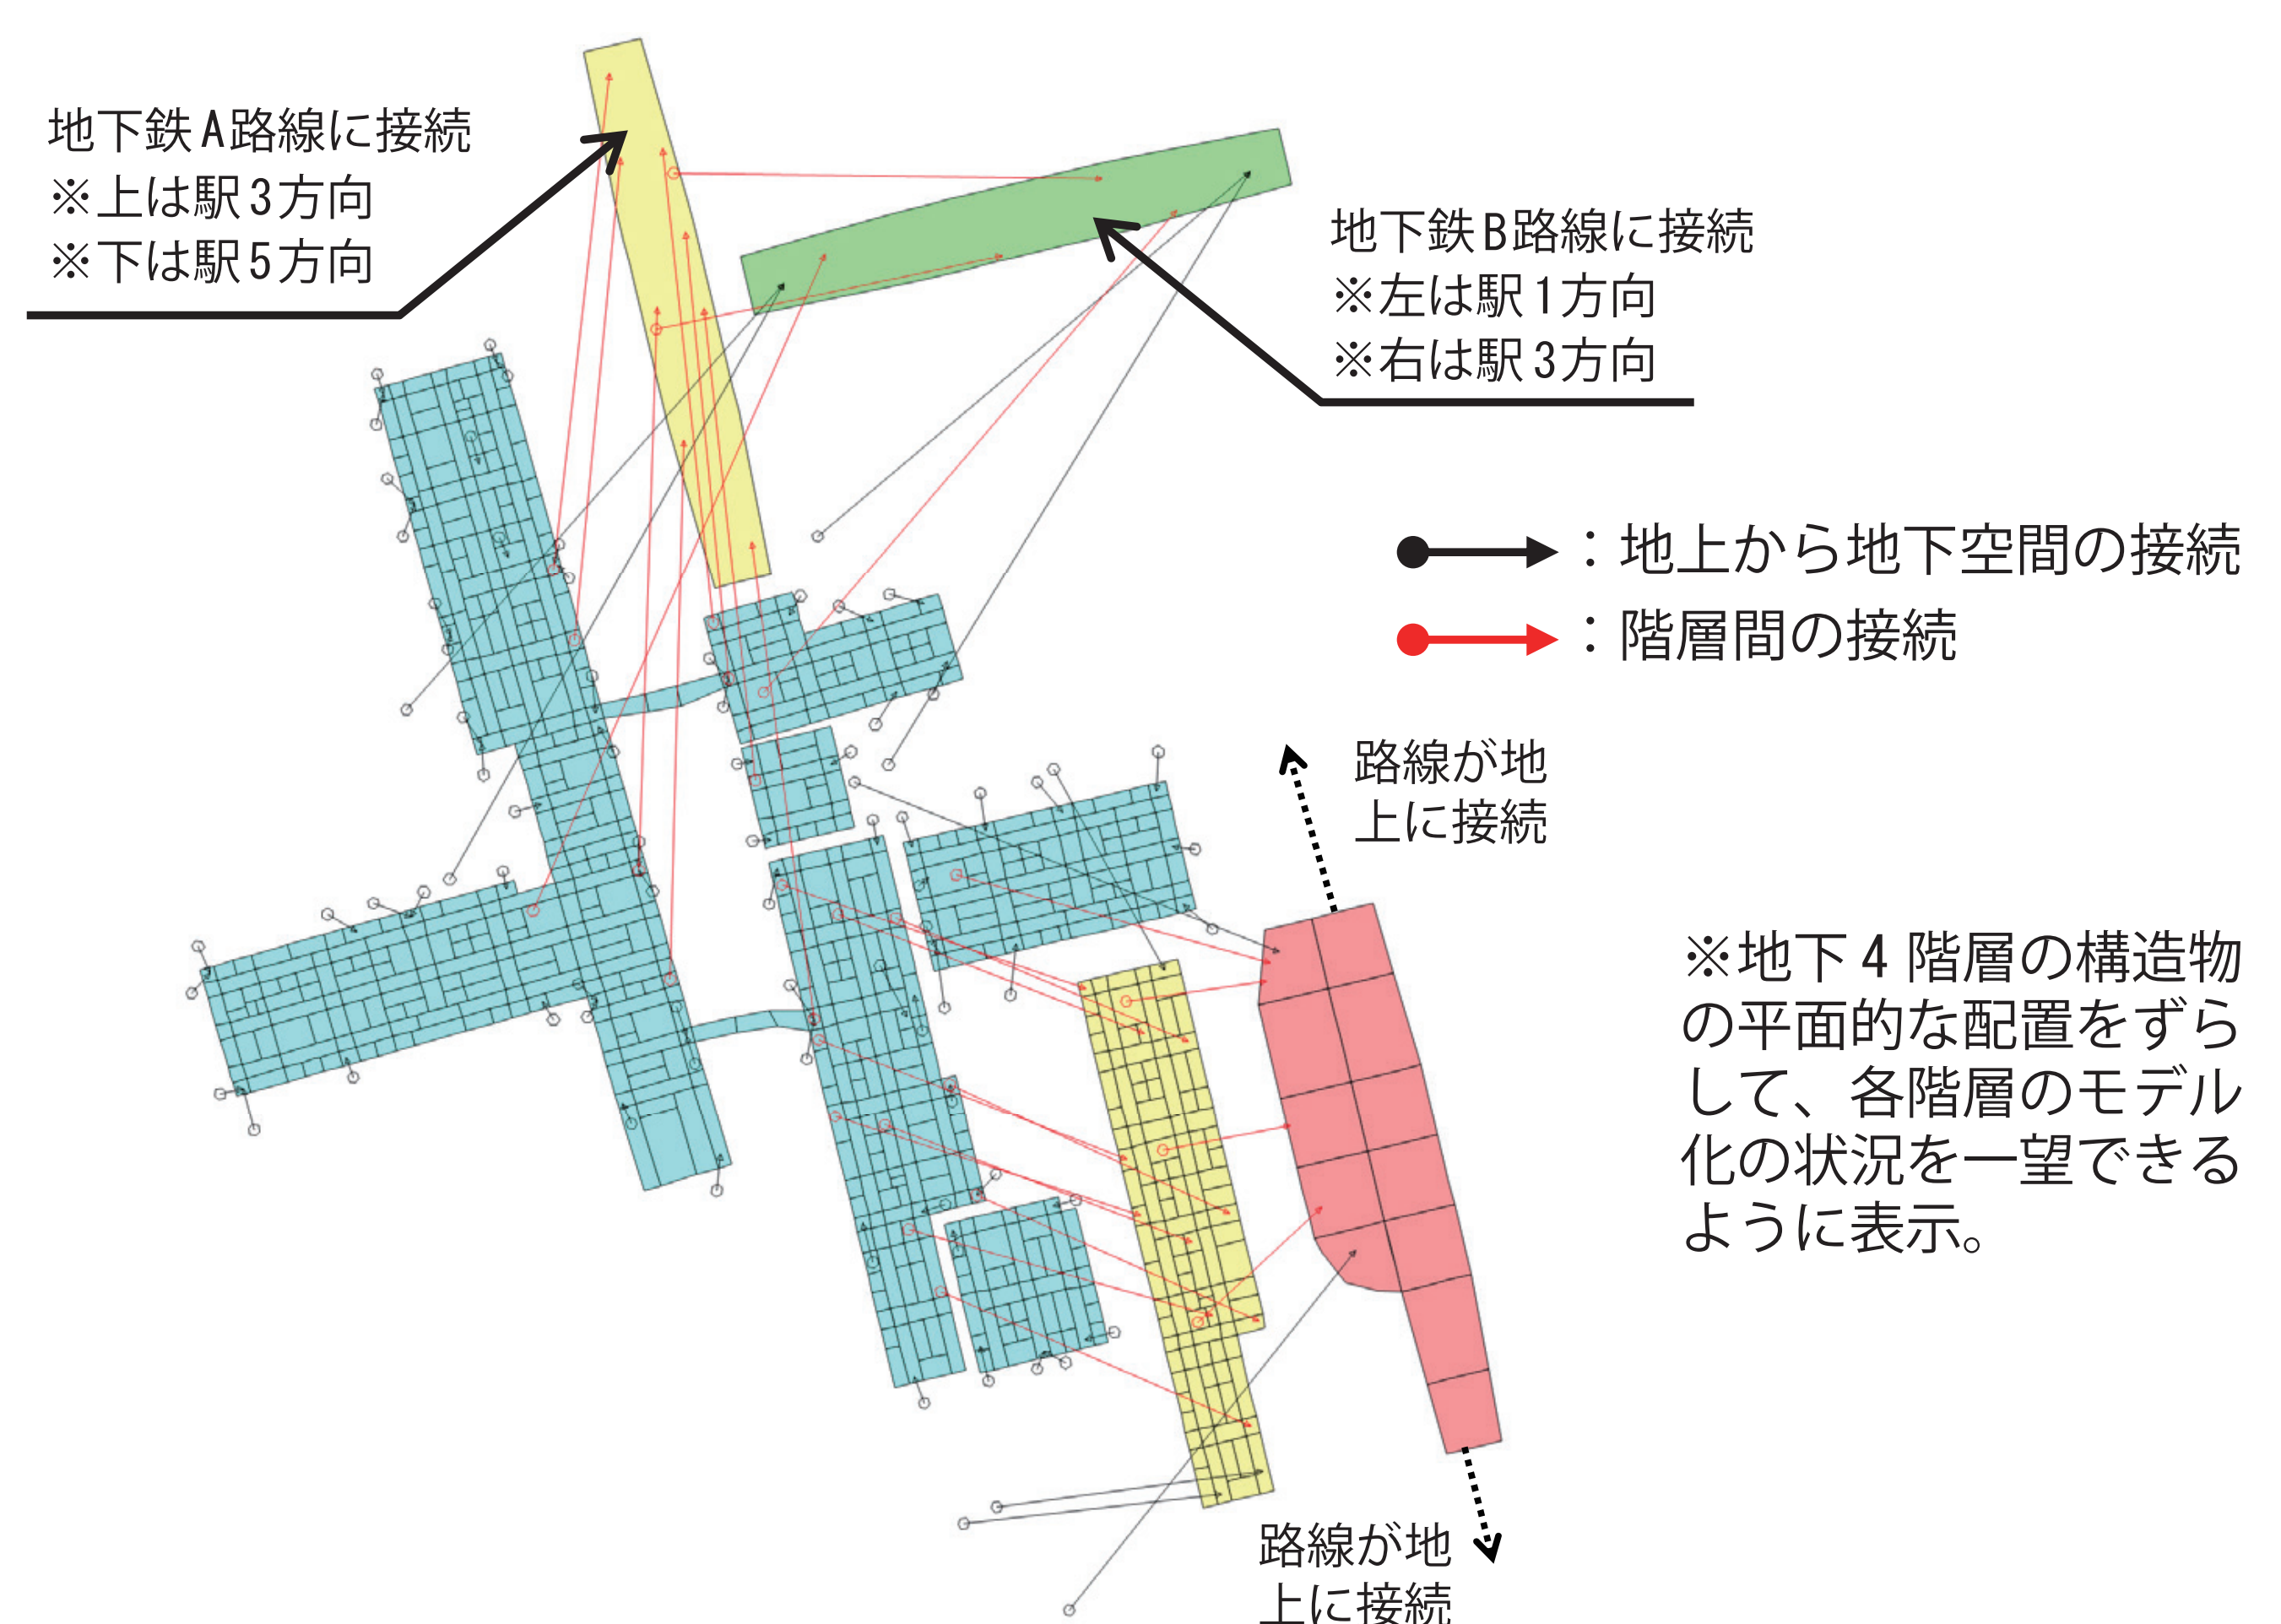 地下鉄A路線に接続
※上は駅3方向
※下は駅5方向
地下鉄B路線に接続
※左は駅1方向
※右は駅3方向
：地上から地下空間の接続
：階層間の接続
路線が地
上に接続
※地下4階層の構造物
の平面的な配置をずら
して、各階層のモデル
化の状況を一望できる
ように表示。
路線が地
上に接続